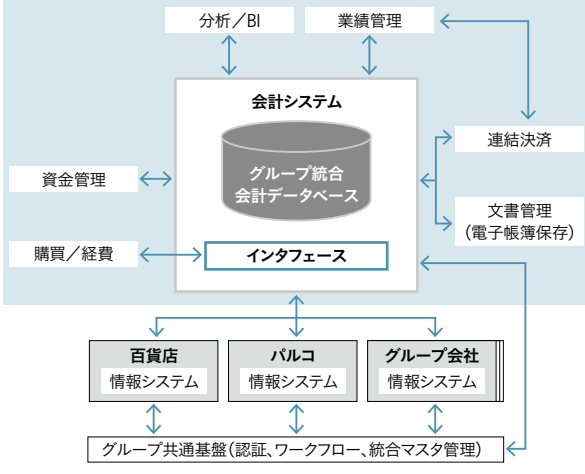 分析／BI
業績管理
会計システム
グループ統合
会計データベース
連結決済
資金管理
文書管理
（電子帳簿保存）
購買／経費
インタフェース
百貨店
情報システム
パルコ
情報システム
グループ会社
情報システム
グループ共通基盤（認証、ワークフロー、統合マスタ管理）